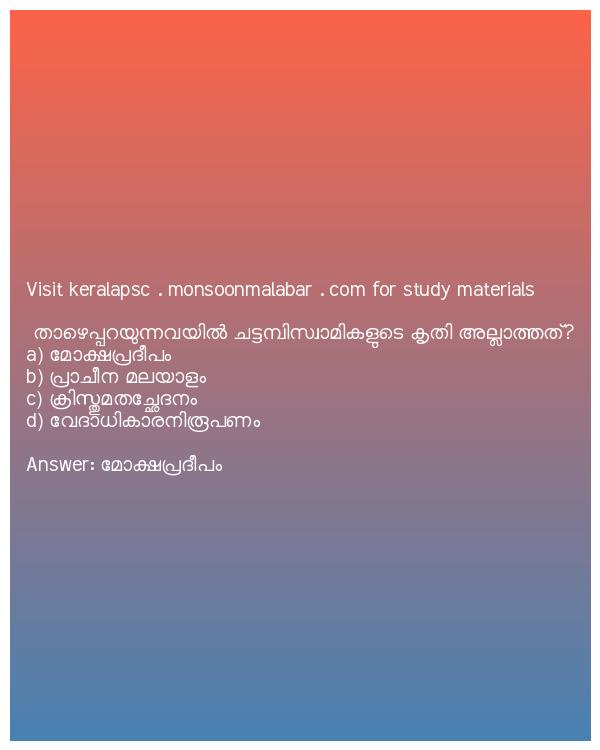 Visit keralapsc . monsoonmalabar . com for study materials
താഴെപ്പറയുന്നവയിൽ ചട്ടമ്പിസ്വാമികളുടെ കൃതി അല്ലാത്തത്?
a) മോക്ഷപ്രദീപം
b) പ്രാചീന മലയാളം
c) ക്രിസ്തുമതച്ഛേദനം
d) വേദാധികാരനിരൂപണം
Answer: മോക്ഷപ്രദീപം